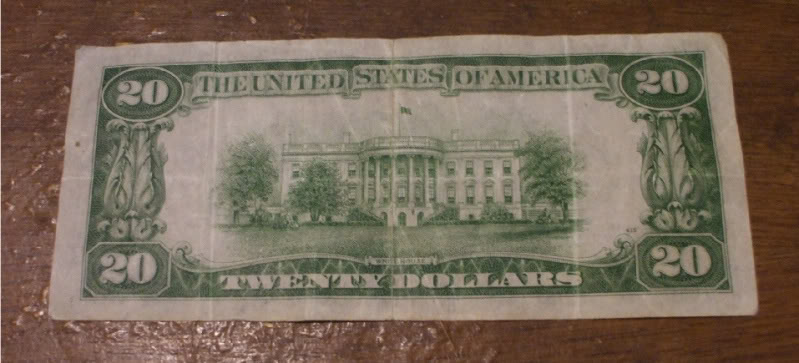 20 THE UNITED STATES OF AMERICA 20
WHITE HOUSE
20 TWENTY DOLLARS 20